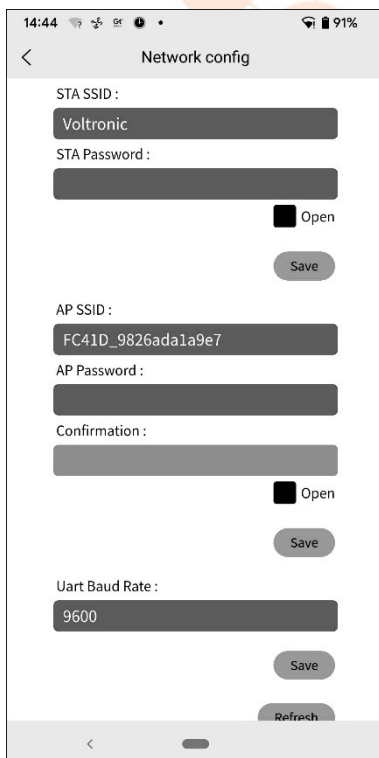 14:44
91%
Network config
STA SSID :
Voltronic
STA Password :
Open
Save
AP SSID :
FC41D_9826ada1a9e7
AP Password :
Confirmation :
Open
Save
Uart Baud Rate :
9600
Save
Refresh